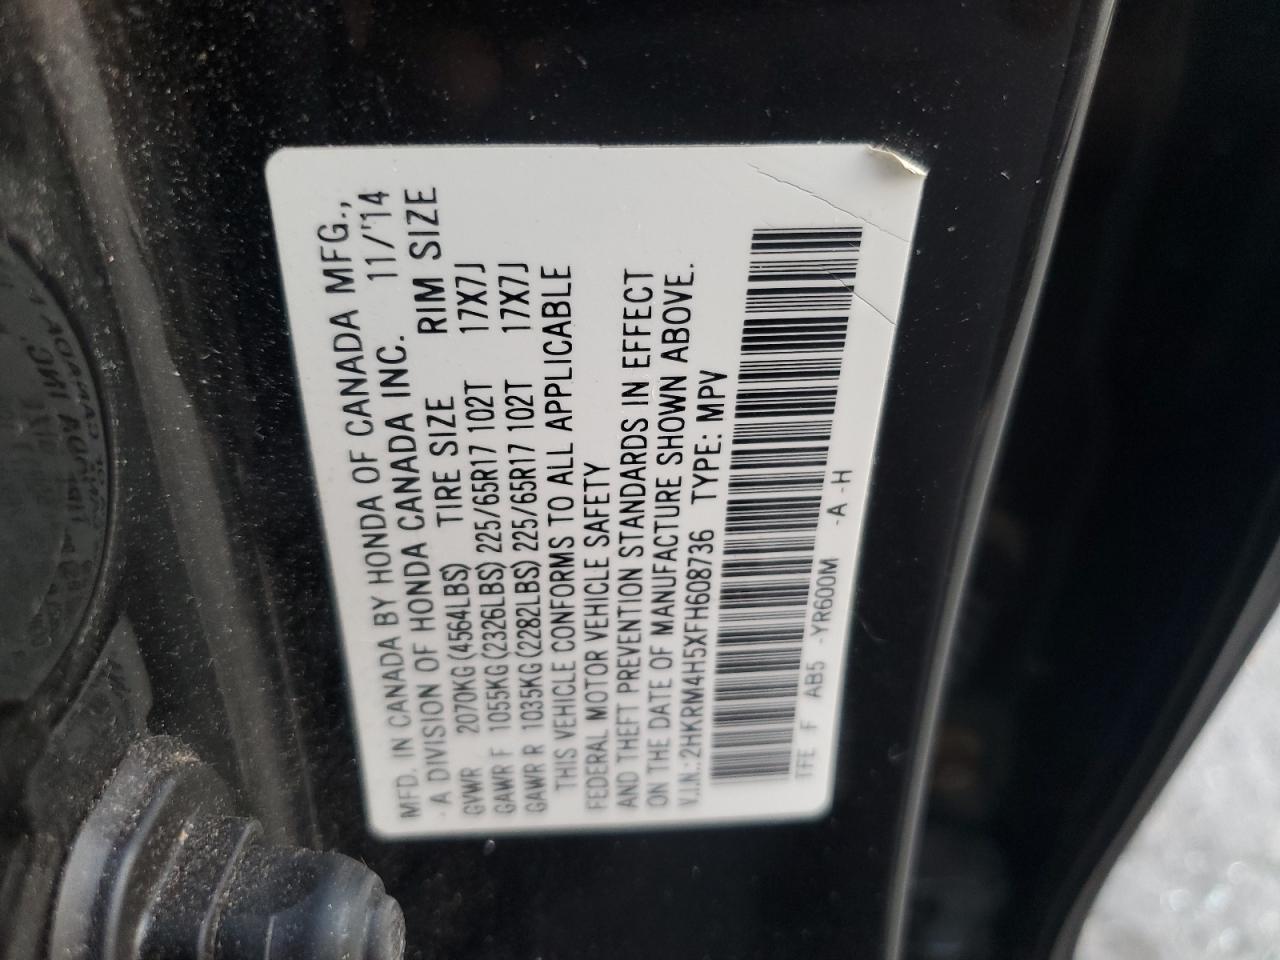 MFD. IN CANADA BY HONDA OF CANADA MFG.,
A DIVISION OF HONDA CANADA INC. 11/'14
GVWR 2070KG (4564LBS) TIRE SIZE RIM SIZE
GAWR F 1055KG (2326LBS) 225/65R17 102T 17X7J
GAWR R 1035KG (2282LBS) 225/65R17 102T 17X7J
THIS VEHICLE CONFORMS TO ALL APPLICABLE
FEDERAL MOTOR VEHICLE SAFETY
AND THEFT PREVENTION STANDARDS IN EFFECT
ON THE DATE OF MANUFACTURE SHOWN ABOVE.
V.I.N.: 2HKRM4H5XFH608736 TYPE: MPV
TFE F AB5 -YR600M -A -H